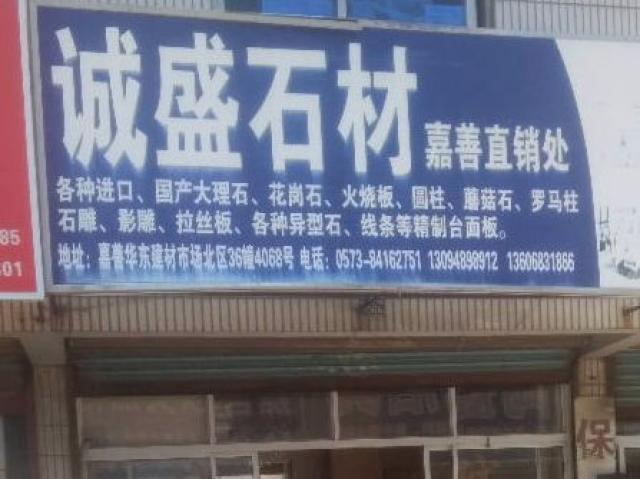 诚盛石材 嘉善直销处
各种进口、国产大理石、花岗石、火烧板、圆柱、蘑菇石、罗马柱
石雕、影雕、拉丝板、各种异型石、线条等精制台面板。
地址：嘉善华东建材市场北区36幢4068号 电话：0573-84162751 13094898912 13606831866
85
401
保